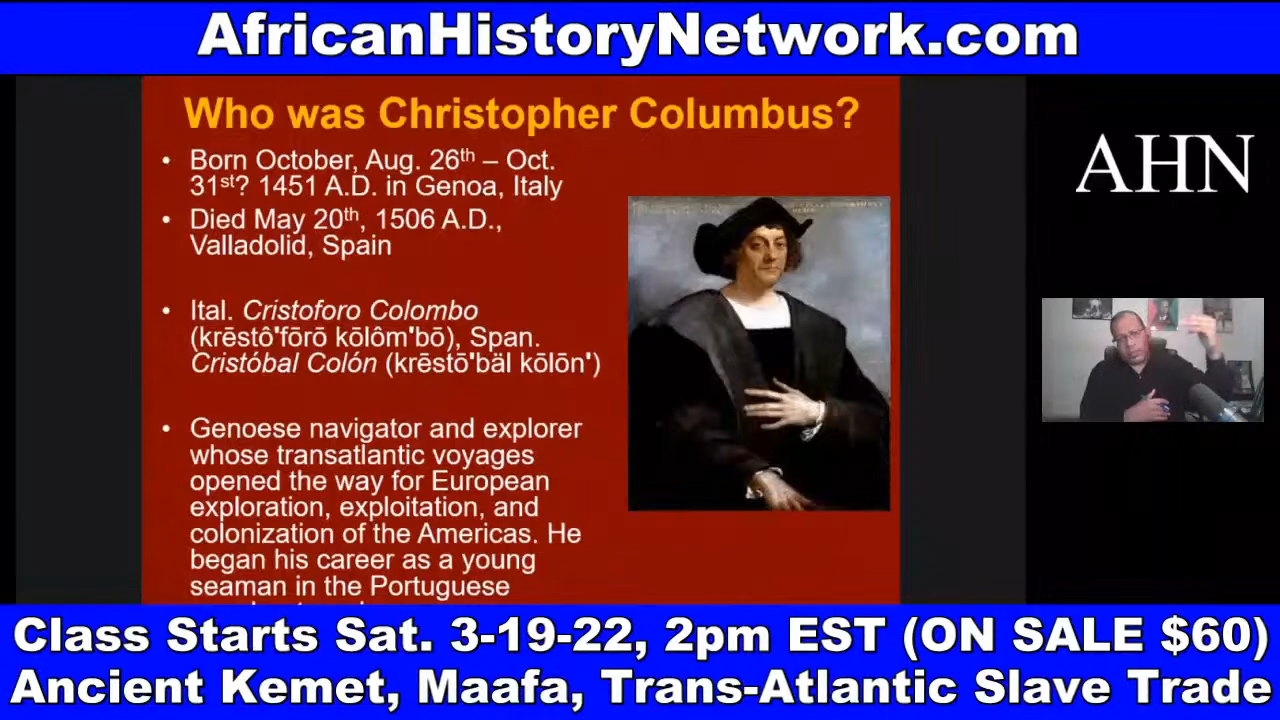 AfricanHistoryNetwork.com
Who was Christopher Columbus?
• Born October, Aug. 26th – Oct.
31st? 1451 A.D. in Genoa, Italy
• Died May 20th, 1506 A.D.,
Valladolid, Spain
• Ital. Cristoforo Colombo
(krēstô'fōrō kōlôm'bō), Span.
Cristóbal Colón (krēstō'bäl kōlōn')
• Genoese navigator and explorer
whose transatlantic voyages
opened the way for European
exploration, exploitation, and
colonization of the Americas. He
began his career as a young
seaman in the Portuguese
AHN
Class Starts Sat. 3-19-22, 2pm EST (ON SALE $60)
Ancient Kemet, Maafa, Trans-Atlantic Slave Trade